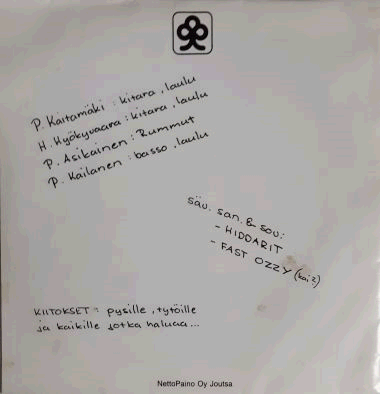 P. Kaitamäki : kitara, laulu
H. Hyökyvaara : kitara, laulu
P. Asikainen : Rummut
P. Kailanen : basso, laulu
säv. san. & sov:
- HIDDARIT
- FAST OZZY (kai?)
KIITOKSET : pysille, tytöille
ja kaikille jotka haluaa...
NettoPaino Oy Joutsa